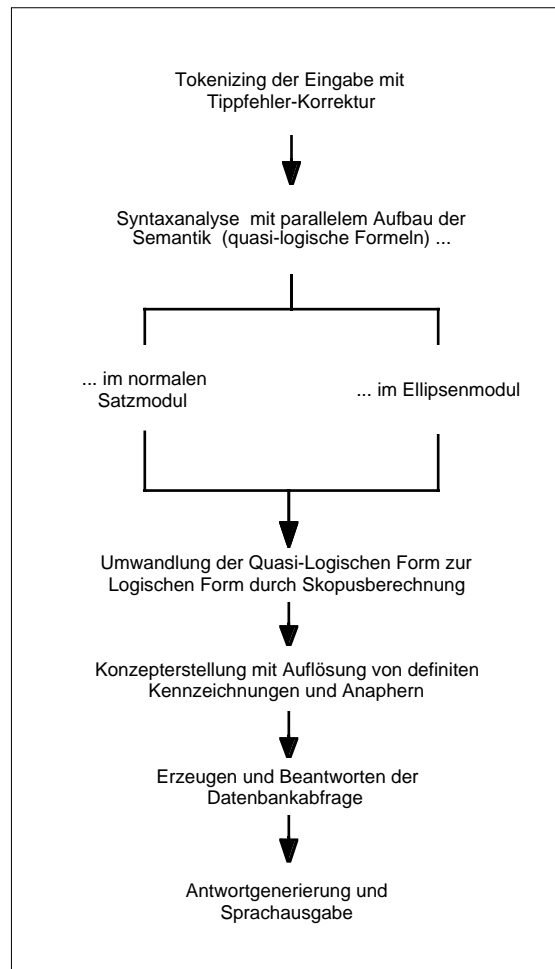 Tokenizing der Eingabe mit
Tippfehler-Korrektur
Syntaxanalyse mit parallelem Aufbau der
Semantik (quasi-logische Formeln) ...
... im normalen
Satzmodul
... im Ellipsenmodul
Umwandlung der Quasi-Logischen Form zur
Logischen Form durch Skopusberechnung
Konzepterstellung mit Auflösung von definiten
Kennzeichnungen und Anaphern
Erzeugen und Beantworten der
Datenbankabfrage
Antwortgenerierung und
Sprachausgabe